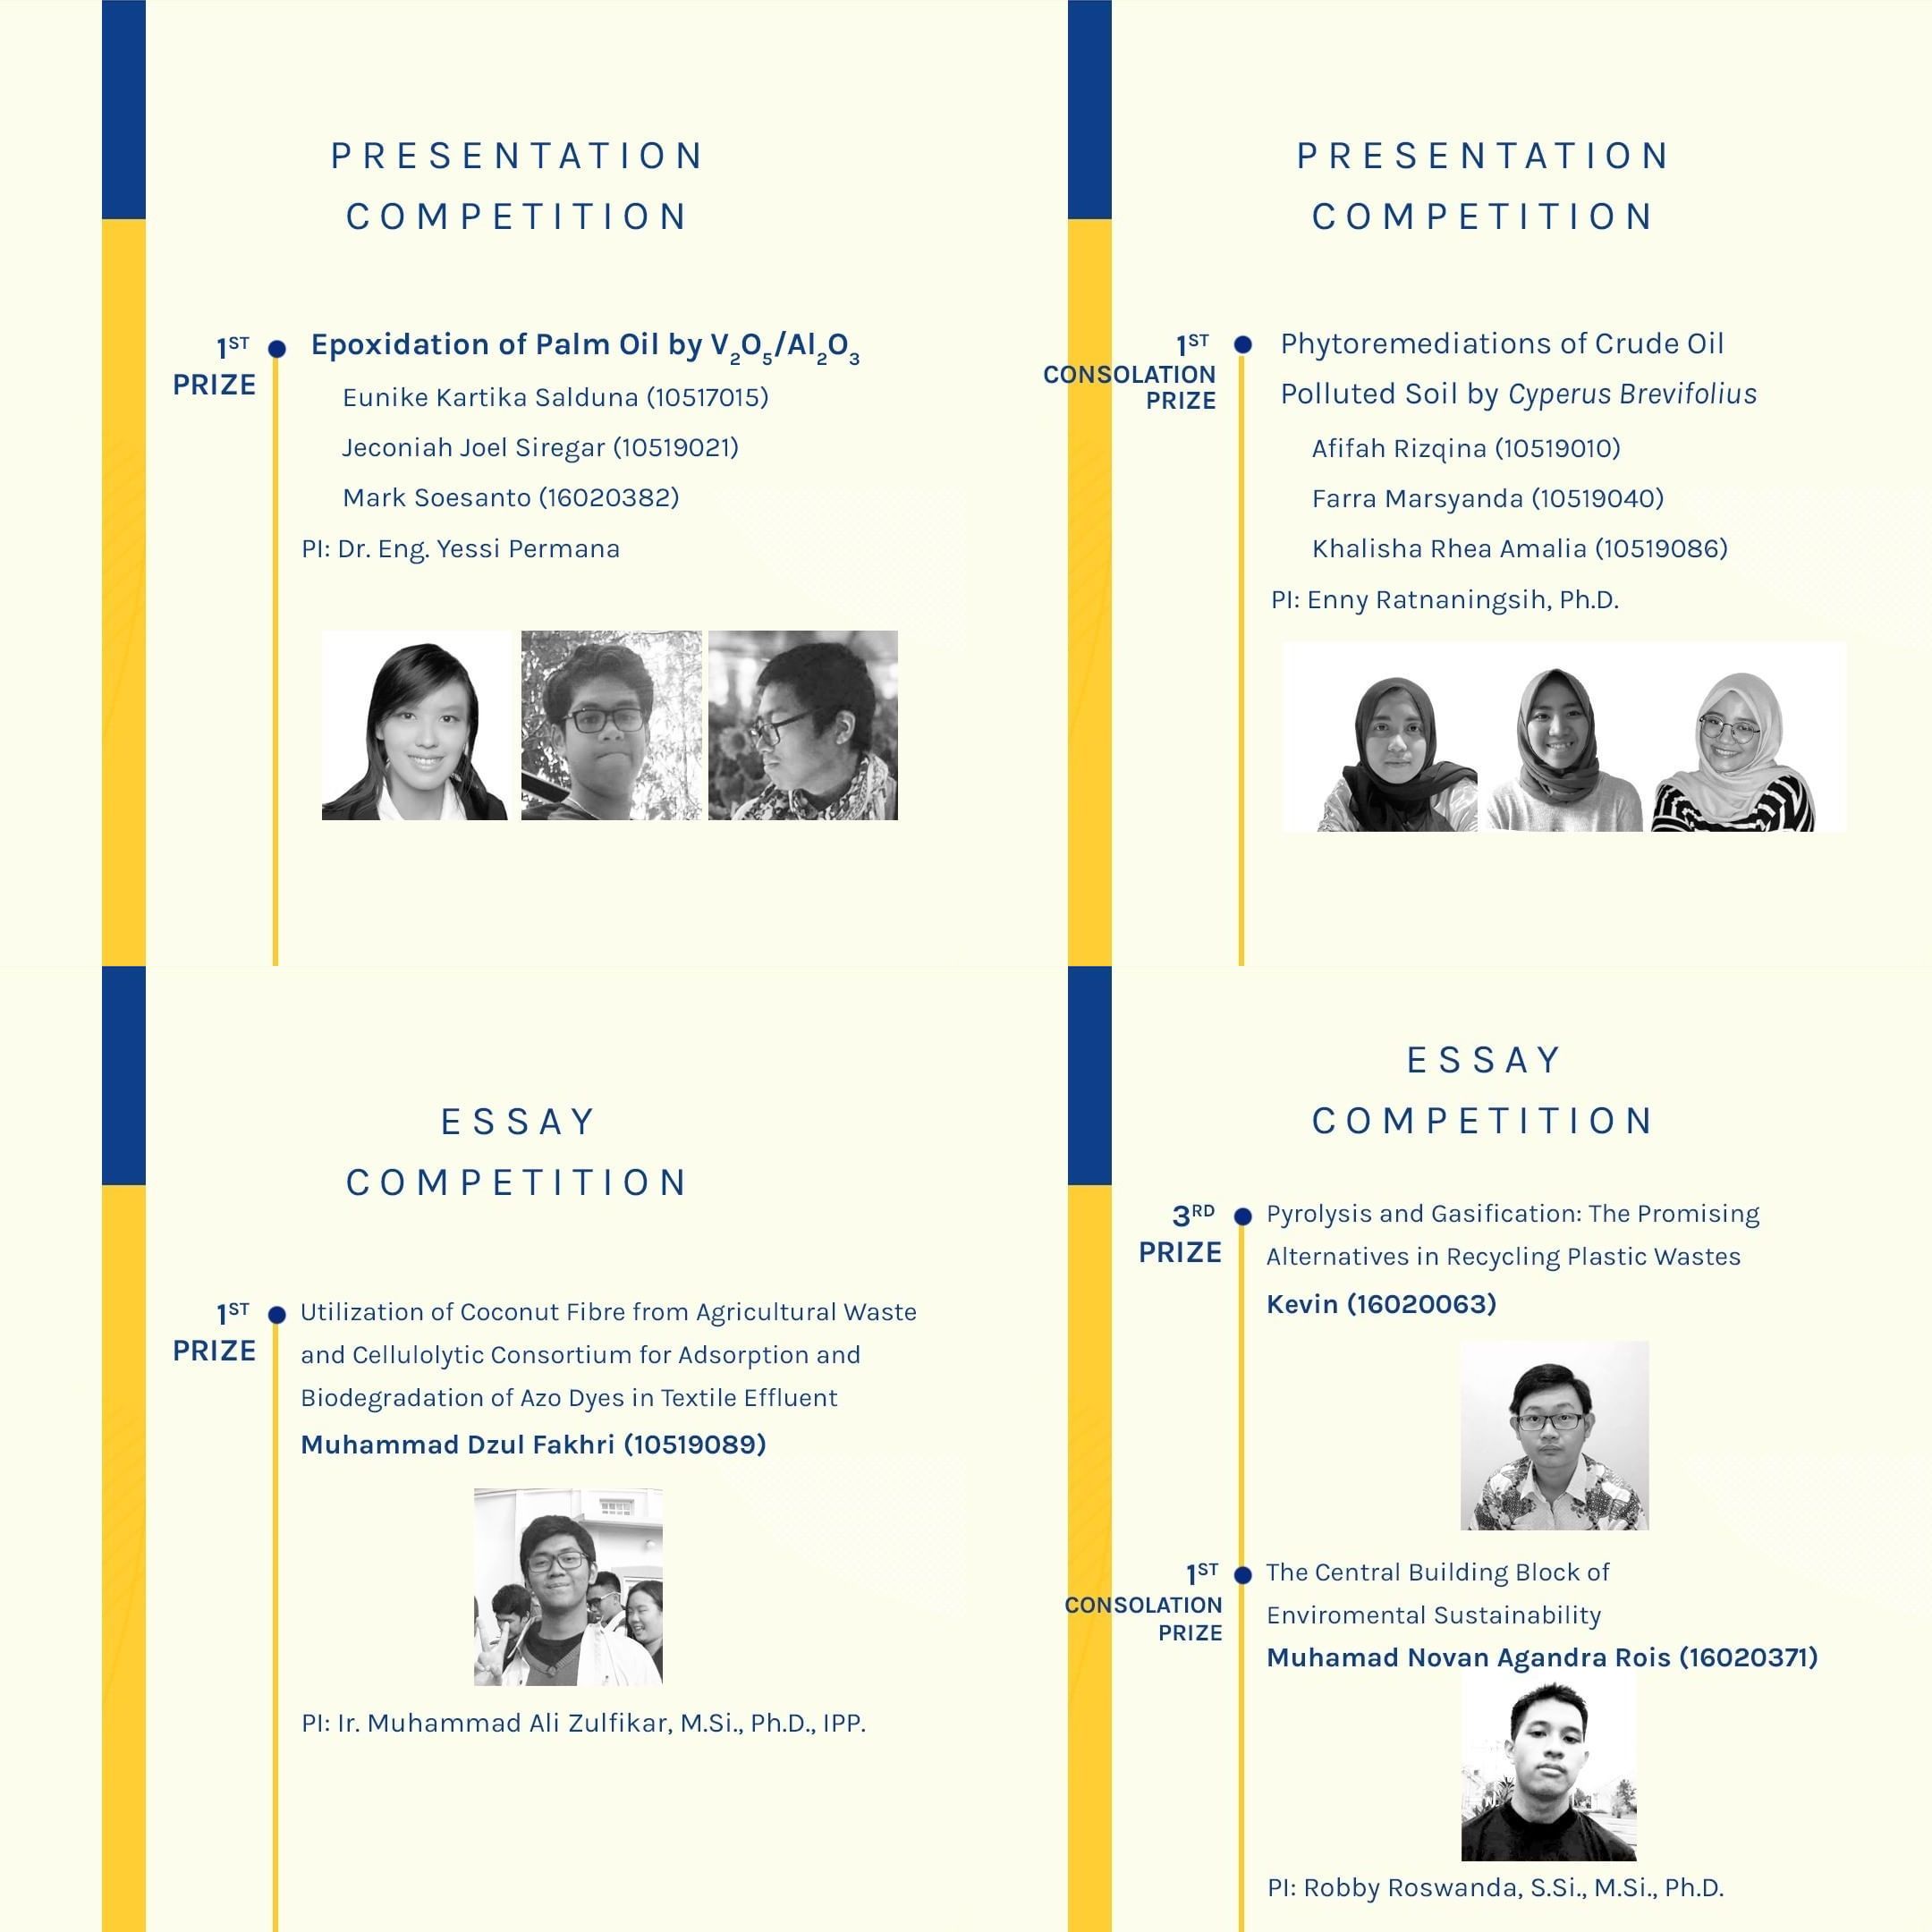 PRESENTATION
COMPETITION
1ST
PRIZE
Epoxidation of Palm Oil by V2O5/Al2O3
Eunike Kartika Salduna (10517015)
Jeconiah Joel Siregar (10519021)
Mark Soesanto (16020382)
PI: Dr. Eng. Yessi Permana
PRESENTATION
COMPETITION
1ST
CONSOLATION
PRIZE
Phytoremediations of Crude Oil
Polluted Soil by Cyperus Brevifolius
Afifah Rizqina (10519010)
Farra Marsyanda (10519040)
Khalisha Rhea Amalia (10519086)
PI: Enny Ratnaningsih, Ph.D.
ESSAY
COMPETITION
1ST
PRIZE
Utilization of Coconut Fibre from Agricultural Waste
and Cellulolytic Consortium for Adsorption and
Biodegradation of Azo Dyes in Textile Effluent
Muhammad Dzul Fakhri (10519089)
PI: Ir. Muhammad Ali Zulfikar, M.Si., Ph.D., IPP.
ESSAY
COMPETITION
3RD
PRIZE
Pyrolysis and Gasification: The Promising
Alternatives in Recycling Plastic Wastes
Kevin (16020063)
1ST
CONSOLATION
PRIZE
The Central Building Block of
Enviromental Sustainability
Muhamad Novan Agandra Rois (16020371)
PI: Robby Roswanda, S.Si., M.Si., Ph.D.